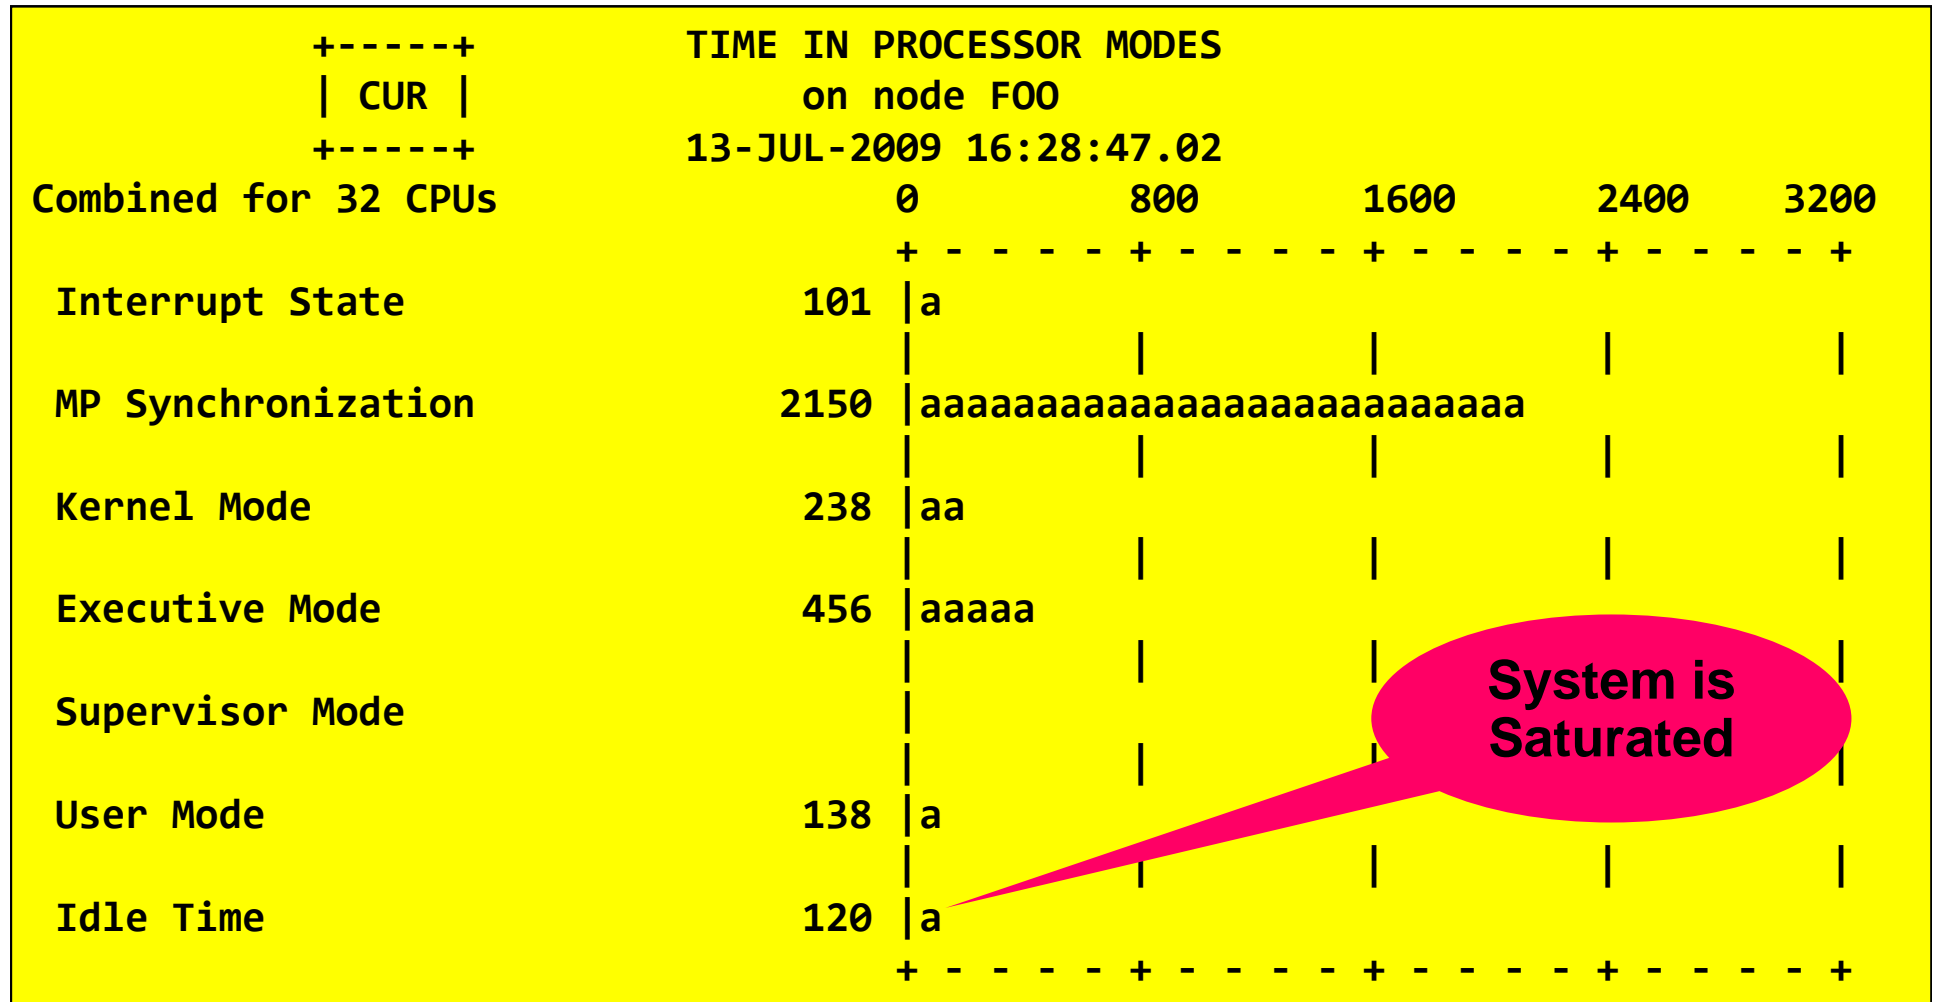 +-----+ TIME IN PROCESSOR MODES
| CUR | on node FOO
+-----+ 13-JUL-2009 16:28:47.02
Combined for 32 CPUs 0 800 1600 2400 3200
+ - - - - + - - - - + - - - - + - - - - +
Interrupt State 101 |a
| | | |
MP Synchronization 2150 |aaaaaaaaaaaaaaaaaaaaaaaaaa
| | | | |
Kernel Mode 238 |aa
| | | | |
Executive Mode 456 |aaaaa
| | | |
System is
Supervisor Mode |
Saturated
| | | |
User Mode 138 |a
| | | | |
Idle Time 120 |a
+ - - - - + - - - - + - - - - + - - - - +